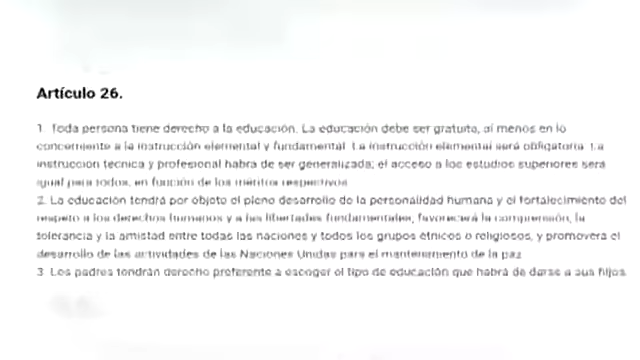 Artículo 26.
1. Toda persona tiene derecho a la educación. La educación debe ser gratuita, al menos en lo
concerniente a la instrucción elemental y fundamental. La instrucción elemental será obligatoria. La
instrucción técnica y profesional habrá de ser generalizada; el acceso a los estudios superiores será
igual para todos, en función de los méritos respectivos.
2. La educación tendrá por objeto el pleno desarrollo de la personalidad humana y el fortalecimiento del
respeto a los derechos humanos y a las libertades fundamentales; favorecerá la comprensión, la
tolerancia y la amistad entre todas las naciones y todos los grupos étnicos o religiosos, y promoverá el
desarrollo de las actividades de las Naciones Unidas para el mantenimiento de la paz.
3. Los padres tendrán derecho preferente a escoger el tipo de educación que habrá de darse a sus hijos.